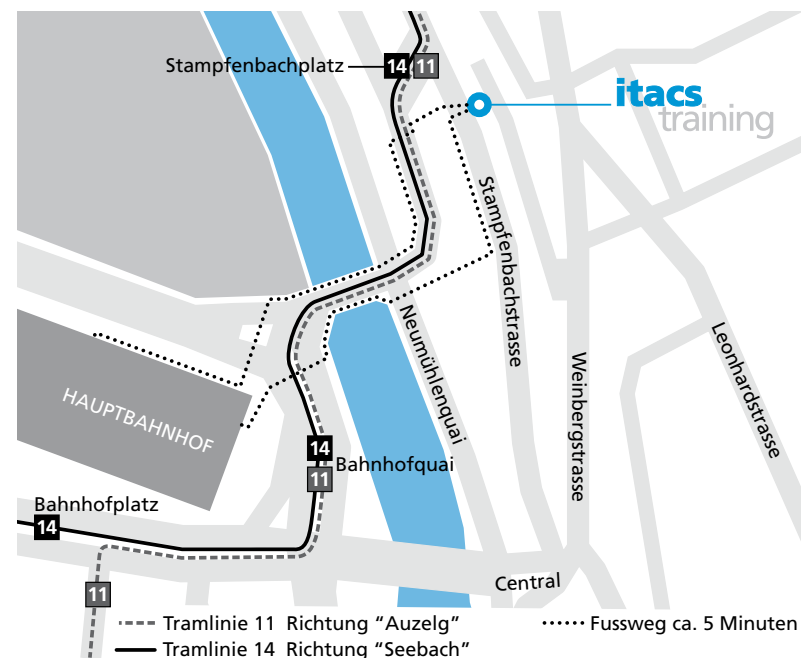 Stampfenbachplatz
14 11
itacs
training
Stampfenbachstrasse
Neumühlenquai
Weinbergstrasse
Leonhardstrasse
HAUPTBAHNHOF
14
Bahnhofquai
11
Bahnhofplatz
14
11
Central
Tramlinie 11 Richtung “Auzelg”
Fussweg ca. 5 Minuten
Tramlinie 14 Richtung “Seebach”